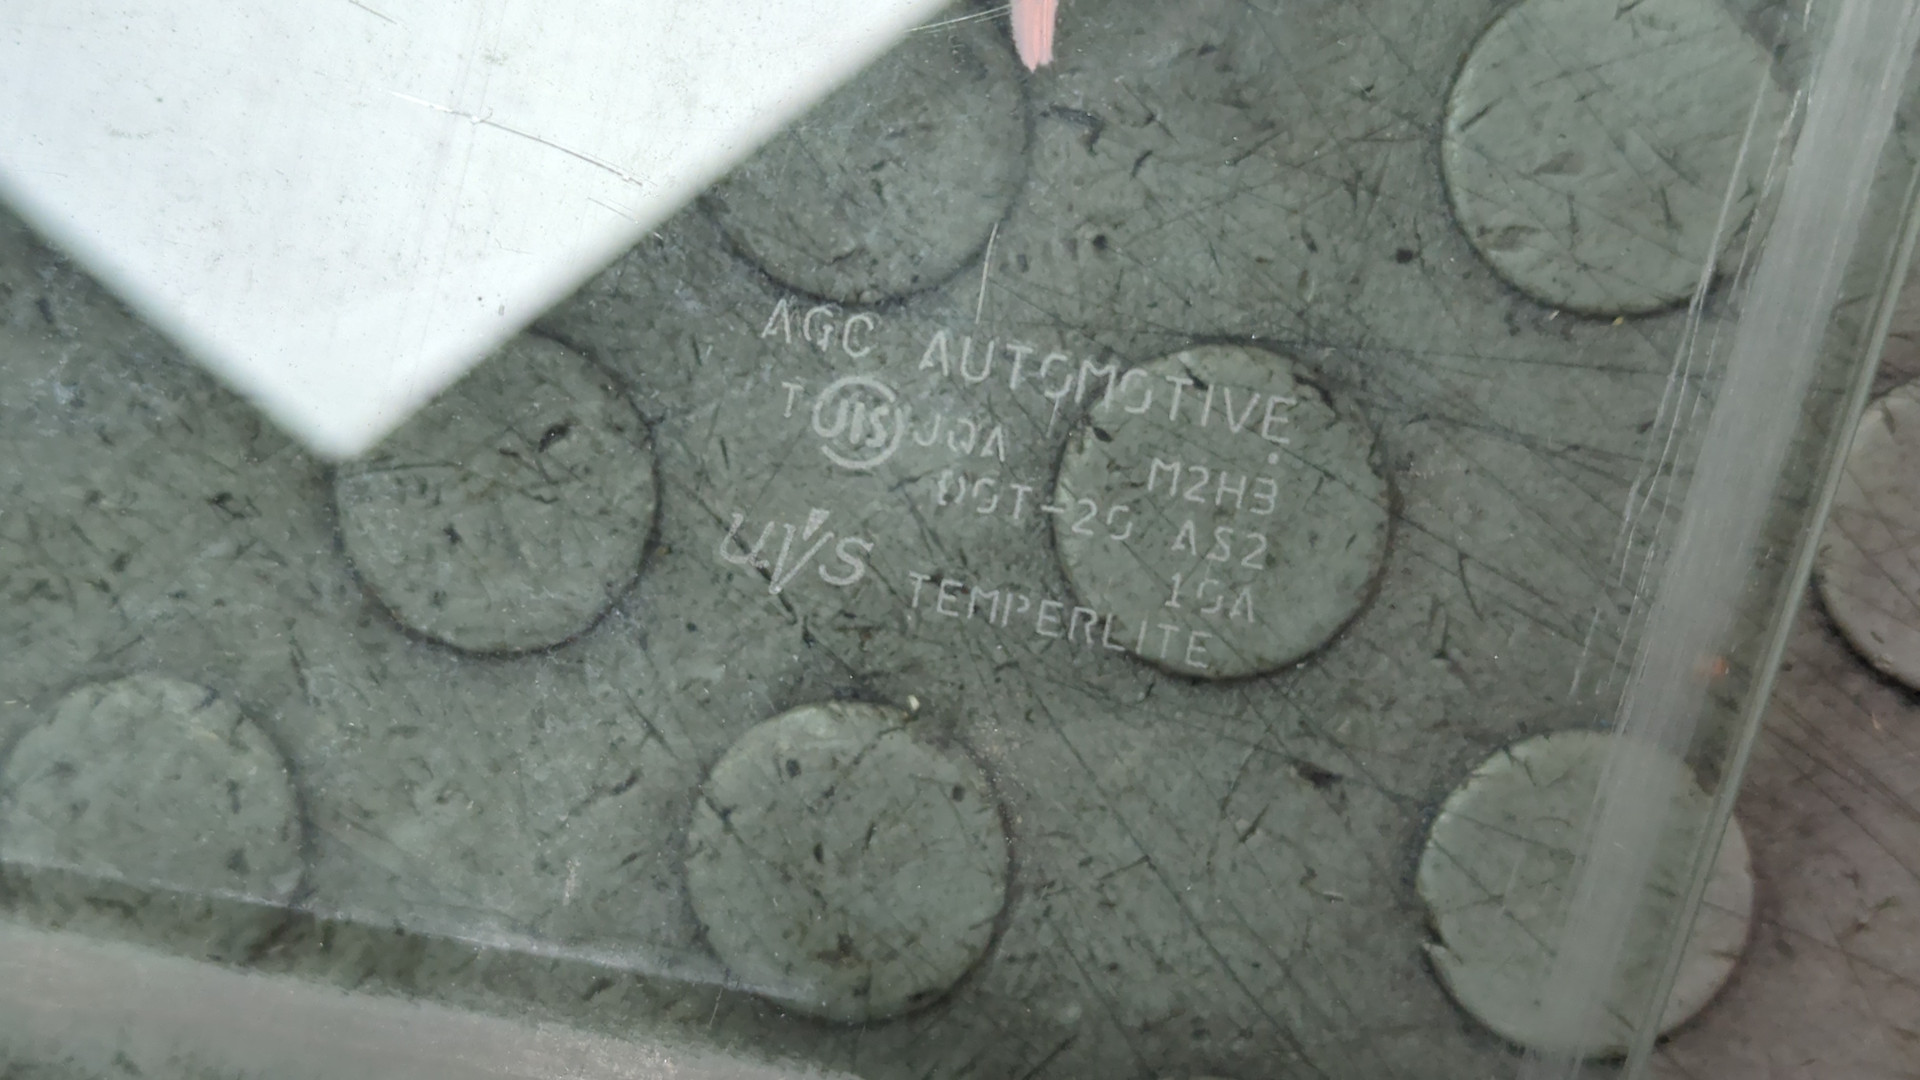 AGC AUTOMOTIVE
T JIS JQA M2H3
DOT-20 AS2
UVS 10A
TEMPERLITE